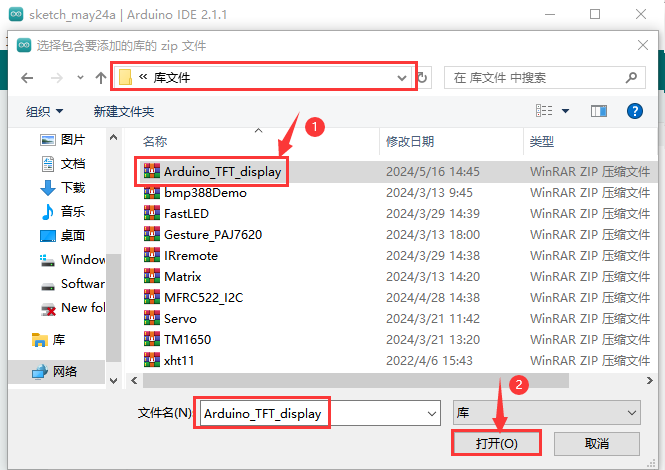 sketch_may24a | Arduino IDE 2.1.1
选择包含要添加的库的 zip 文件
« 库文件
在 库文件 中搜索
组织
新建文件夹
?
1
名称
修改日期
类型
图片
文档
下载
音乐
桌面
Window
Softwar
New fol
库
网络
Arduino_TFT_display 2024/5/16 14:45 WinRAR ZIP 压缩文件
bmp388Demo 2024/3/13 9:45 WinRAR ZIP 压缩文件
FastLED 2024/3/29 14:39 WinRAR ZIP 压缩文件
Gesture_PAJ7620 2024/3/13 18:00 WinRAR ZIP 压缩文件
IRremote 2024/3/29 14:38 WinRAR ZIP 压缩文件
Matrix 2024/3/13 14:20 WinRAR ZIP 压缩文件
MFRC522_I2C 2024/4/28 14:38 WinRAR ZIP 压缩文件
Servo 2024/3/21 11:42 WinRAR ZIP 压缩文件
TM1650 2024/3/21 13:20 WinRAR ZIP 压缩文件
xht11 2022/4/6 15:43 WinRAR ZIP 压缩文件
2
文件名(N): Arduino_TFT_display
库
打开(O)
取消